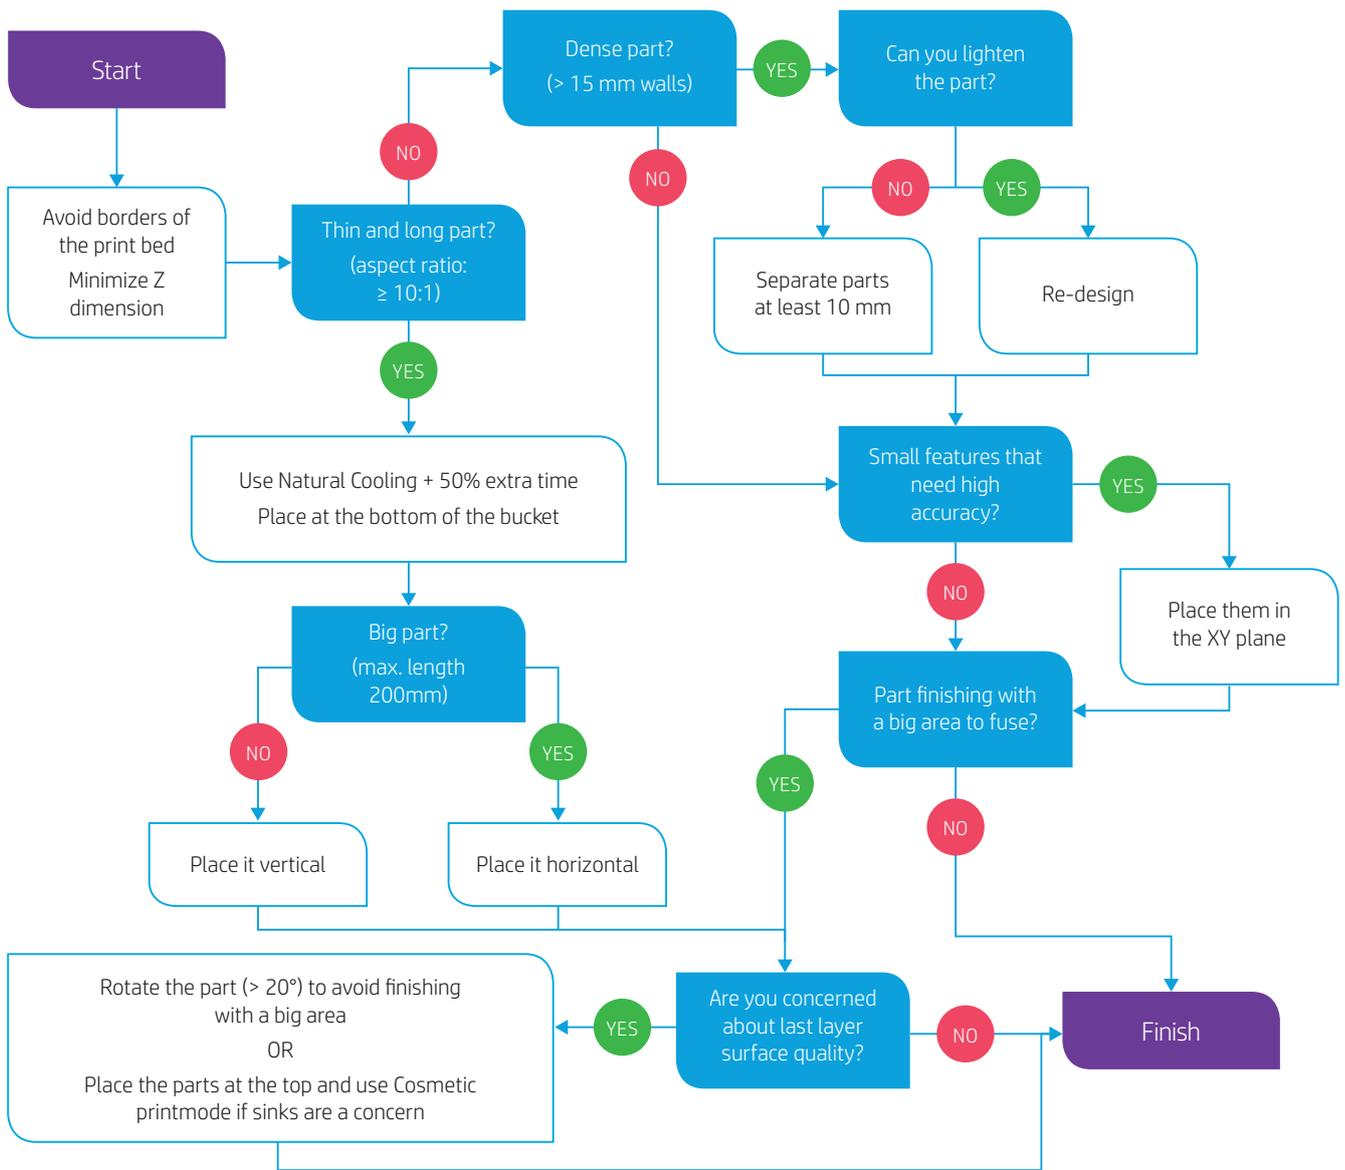 Start
Avoid borders of
the print bed
Minimize Z
dimension
Thin and long part?
(aspect ratio:
≥ 10:1)
NO
Dense part?
(> 15 mm walls)
YES
Can you lighten
the part?
NO
NO
YES
Separate parts
at least 10 mm
Re-design
YES
Use Natural Cooling + 50% extra time
Place at the bottom of the bucket
Small features that
need high
accuracy?
YES
NO
Place them in
the XY plane
Big part?
(max. length
200mm)
NO
YES
Place it vertical
Place it horizontal
Part finishing with
a big area to fuse?
YES
NO
Are you concerned
about last layer
surface quality?
YES
NO
Rotate the part (> 20°) to avoid finishing
with a big area
OR
Place the parts at the top and use Cosmetic
printmode if sinks are a concern
Finish